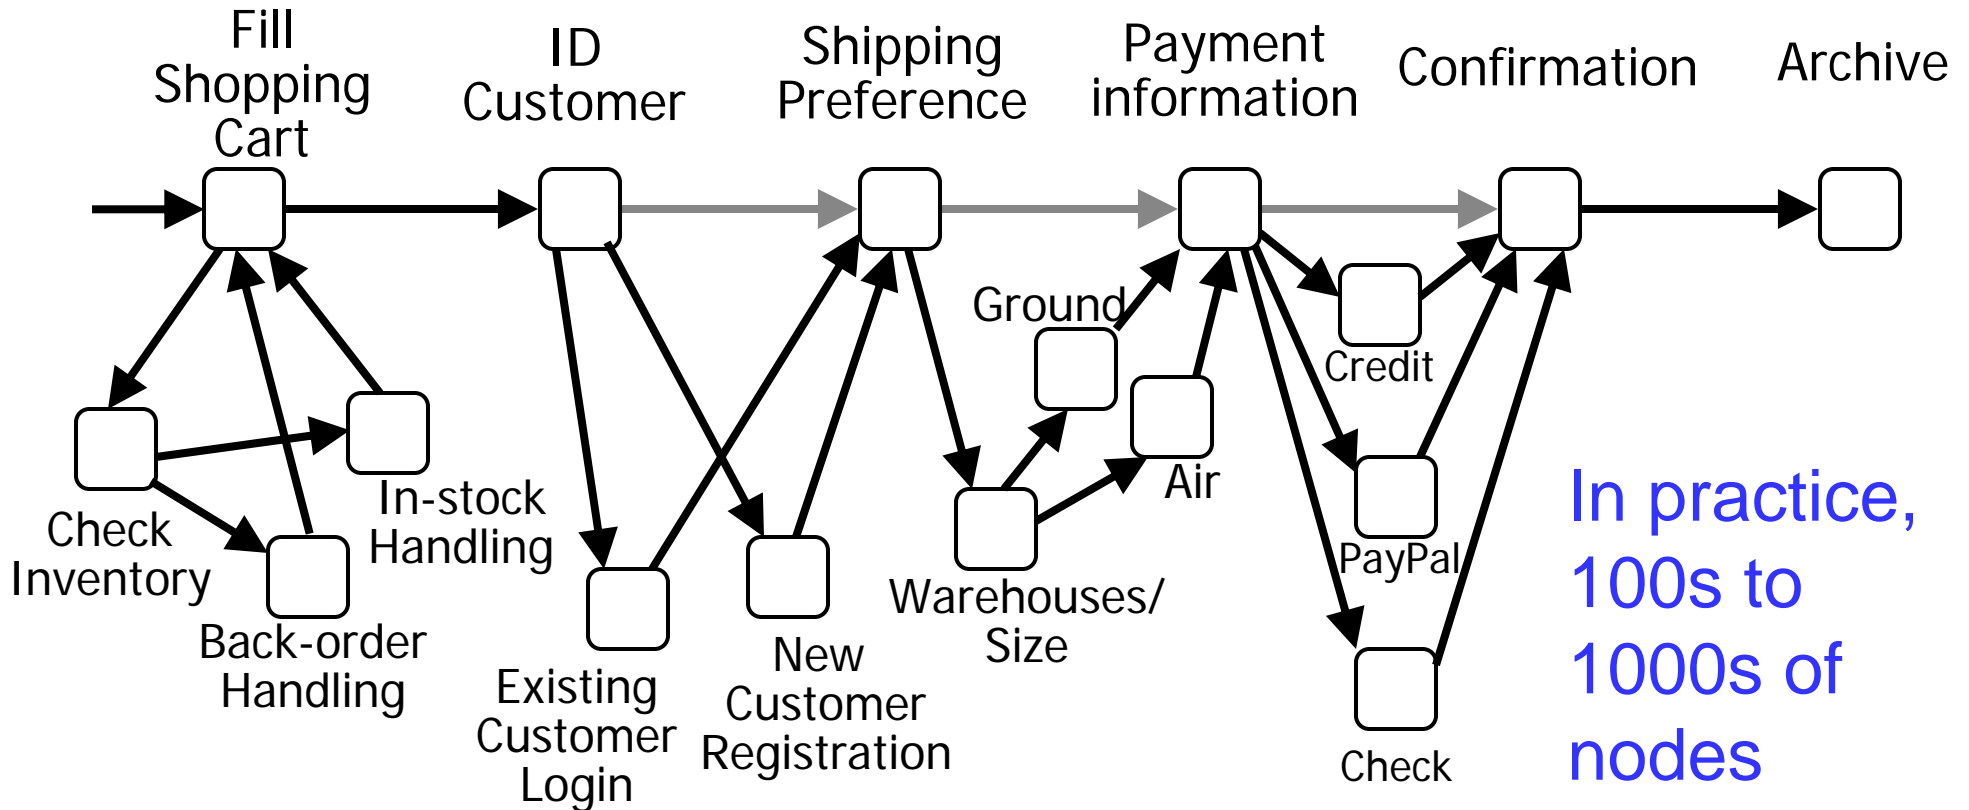 Fill
Shopping
Cart
ID
Customer
Shipping
Preference
Payment
information
Confirmation
Archive
Ground
Credit
Air
In-stock
Handling
Check
Inventory
Back-order
Handling
Existing
Customer
Login
New
Customer
Registration
Warehouses/
Size
PayPal
Check
In practice,
100s to
1000s of
nodes